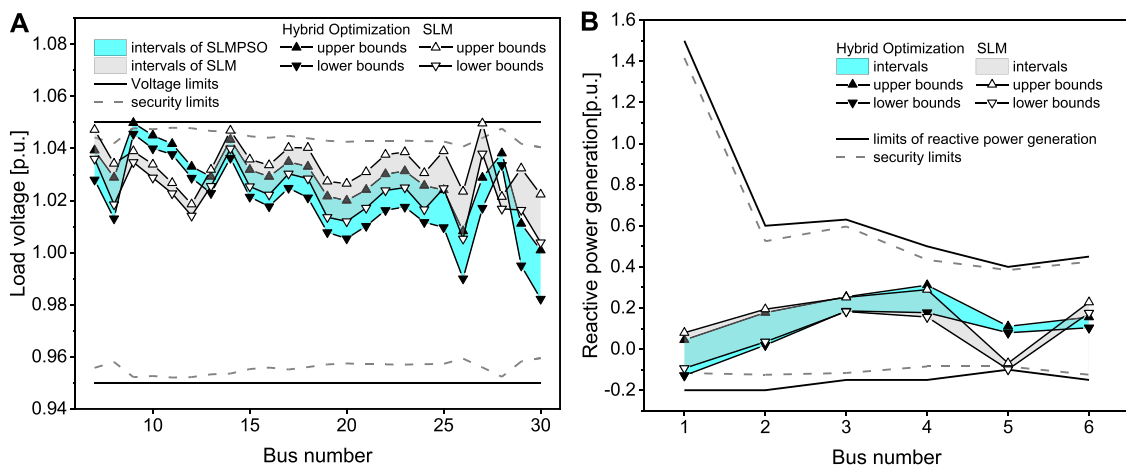 A
Load voltage [p.u.]
1.08
1.06
1.04
1.02
1.00
0.98
0.96
0.94
10
15
20
25
30
Bus number
intervals of SLMPSO
intervals of SLM
Voltage limits
security limits
Hybrid Optimization SLM
upper bounds upper bounds
lower bounds lower bounds
B
Reactive power generation[p.u.]
1.6
1.5
1.4
1.3
1.2
1.0
0.8
0.6
0.4
0.2
0.0
-0.2
1
2
3
4
5
6
Bus number
Hybrid Optimization SLM
intervals intervals
upper bounds upper bounds
lower bounds lower bounds
limits of reactive power generation
security limits